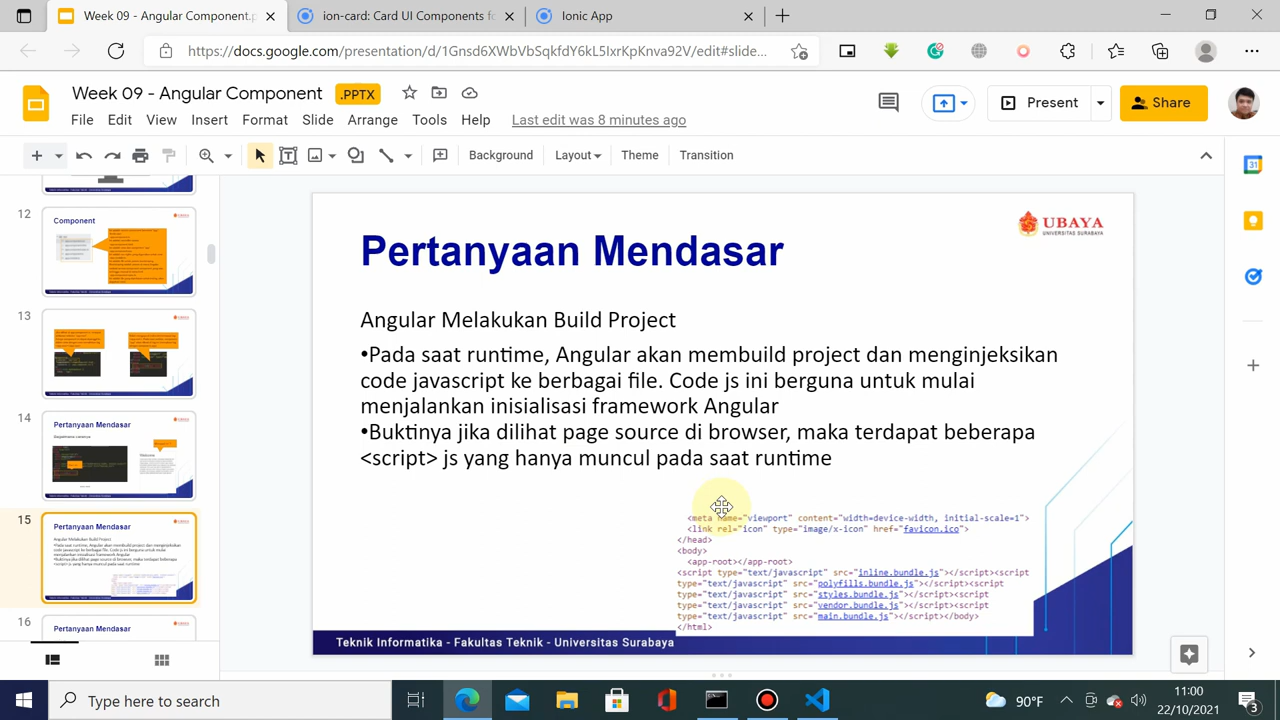 Week 09 - Angular Component - G
ion-card: Card Component
Ionic App
https://docs.google.com/presentation/d/1Gnsd6XWbVbSqkfdY6kL5IxrKpKnva92V/edit#slide...
Week 09 - Angular Component .PPTX
File Edit View Insert Format Slide Arrange Tools Help Last edit was 8 minutes ago
Present
Share
Background Layout Theme Transition
12
Component
13
14
Pertanyaan Mendasar
15
Pertanyaan Mendasar
Angular Melakukan Build Project
16
Pertanyaan Mendasar
UBAYA
UNIVERSITAS SURABAYA
Pertanyaan Mendasar
Angular Melakukan Build Project
•Pada saat runtime, Angular akan membuild project dan menginjeksikan
code javascript ke berbagai file. Code js ini berguna untuk mulai
menjalankan inisialisasi framework Angular
•Buktinya jika dilihat page source di browser, maka terdapat beberapa
<script> js yang hanya muncul pada saat runtime
<meta name="viewport" content="width=device-width, initial-scale=1">
<link rel="icon" type="image/x-icon" href="favicon.ico">
</head>
<body>
<app-root></app-root>
<script type="text/javascript" src="inline.bundle.js"></script><script
type="text/javascript" src="polyfills.bundle.js"></script><script
type="text/javascript" src="styles.bundle.js"></script><script
type="text/javascript" src="vendor.bundle.js"></script><script
type="text/javascript" src="main.bundle.js"></script></body>
</html>
Teknik Informatika - Fakultas Teknik - Universitas Surabaya
31
Type here to search
90°F
11:00
22/10/2021
3